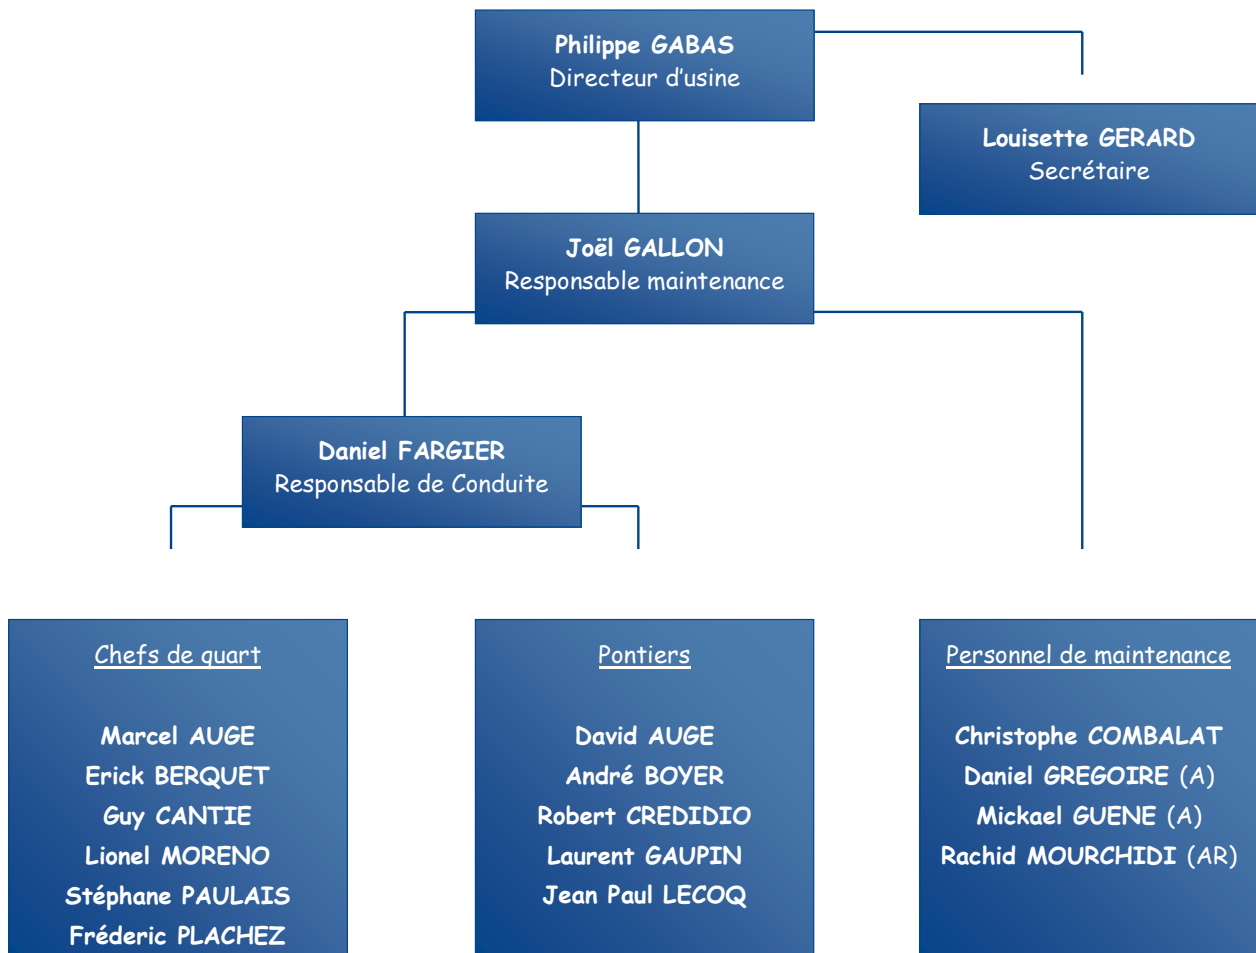 Philippe GABAS
Directeur d'usine
Louisette GERARD
Secrétaire
Joël GALLON
Responsable maintenance
Daniel FARGIER
Responsable de Conduite
Chefs de quart
Marcel AUGE
Erick BERQUET
Guy CANTIE
Lionel MORENO
Stéphane PAULAIS
Fréderic PLACHEZ
Pontiers
David AUGE
André BOYER
Robert CREDIDIO
Laurent GAUPIN
Jean Paul LECOQ
Personnel de maintenance
Christophe COMBALAT
Daniel GREGOIRE (A)
Mickael GUENE (A)
Rachid MOURCHIDI (AR)